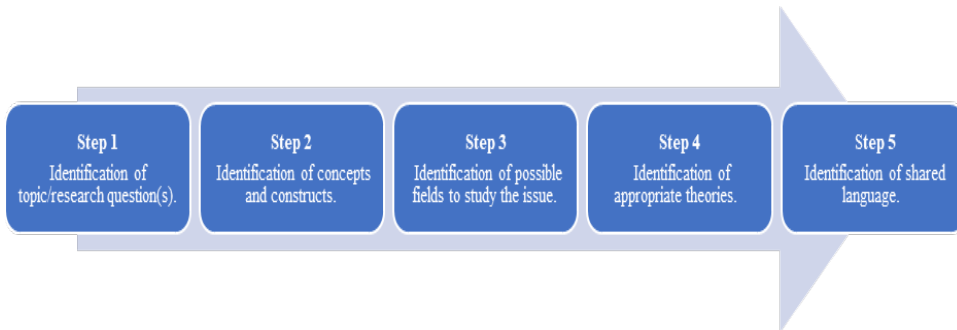 Step 1
Identification of
topic/research question(s).
Step 2
Identification of concepts
and constructs.
Step 3
Identification of possible
fields to study the issue.
Step 4
Identification of
appropriate theories.
Step 5
Identification of shared
language.